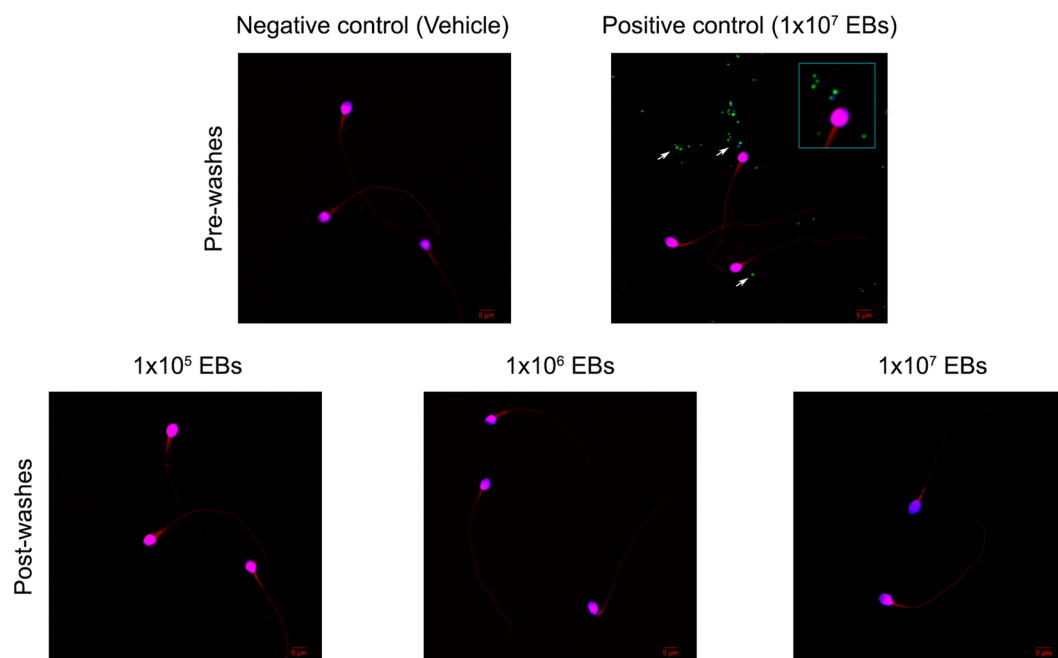 Negative control (Vehicle)
Positive control (1x10⁷ EBs)
Pre-washes
5 µm
5 µm
1x10⁵ EBs
1x10⁶ EBs
1x10⁷ EBs
Post-washes
5 µm
5 µm
5 µm